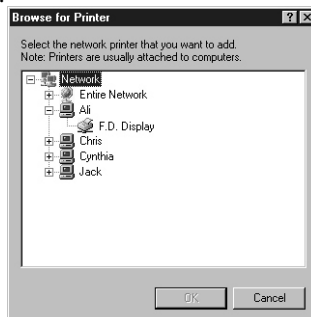 Browse for Printer
Select the network printer that you want to add.
Note: Printers are usually attached to computers.
Network
Entire Network
Ali
F.D. Display
Chris
Cynthia
Jack
OK
Cancel